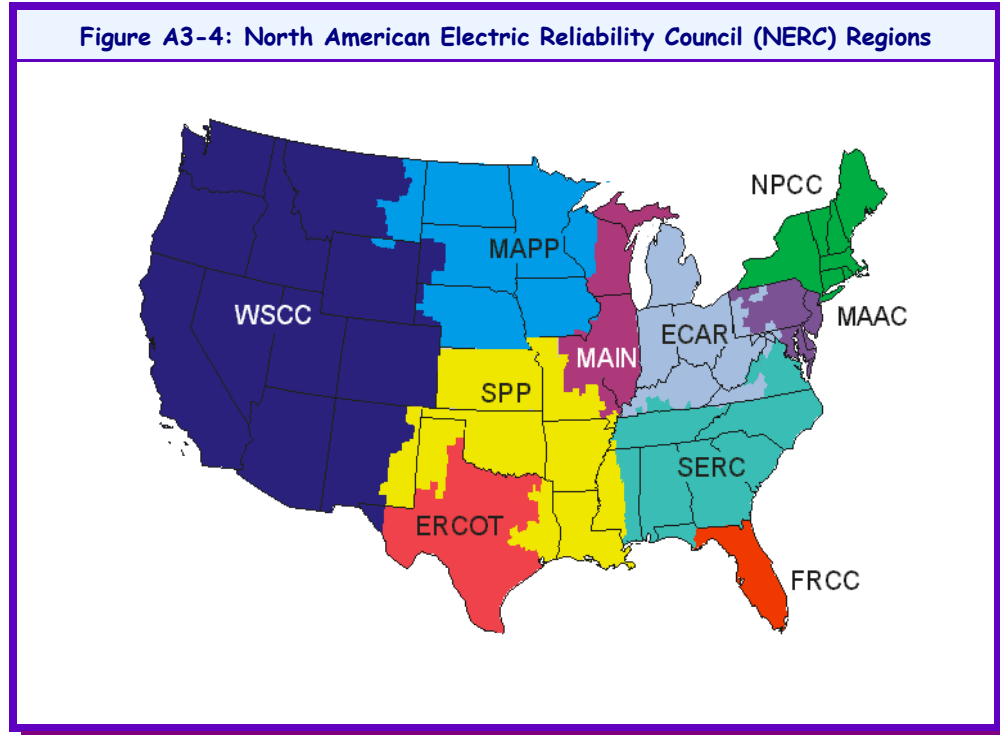 Figure A3-4: North American Electric Reliability Council (NERC) Regions
NPCC
MAPP
WSCC
MAAC
ECAR
MAIN
SPP
SERC
ERCOT
FRCC